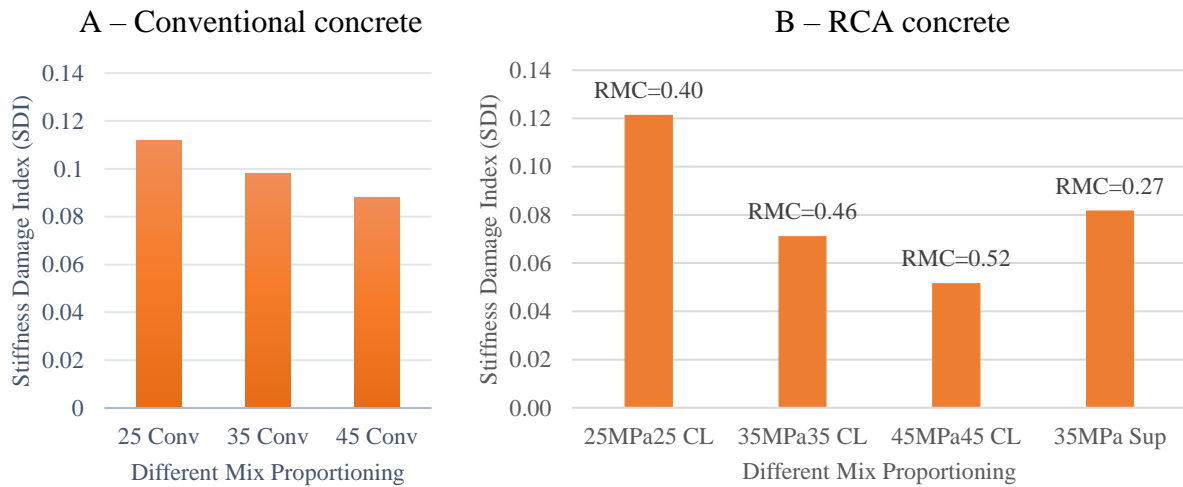 A – Conventional concrete
Stiffness Damage Index (SDI)
0.14
0.12
0.1
0.08
0.06
0.04
0.02
0
25 Conv 35 Conv 45 Conv
Different Mix Proportioning
B – RCA concrete
Stiffness Damage Index (SDI)
0.14
0.12
0.10
0.08
0.06
0.04
0.02
0.00
RMC=0.40
RMC=0.46
RMC=0.52
RMC=0.27
25MPa25 CL 35MPa35 CL 45MPa45 CL 35MPa Sup
Different Mix Proportioning